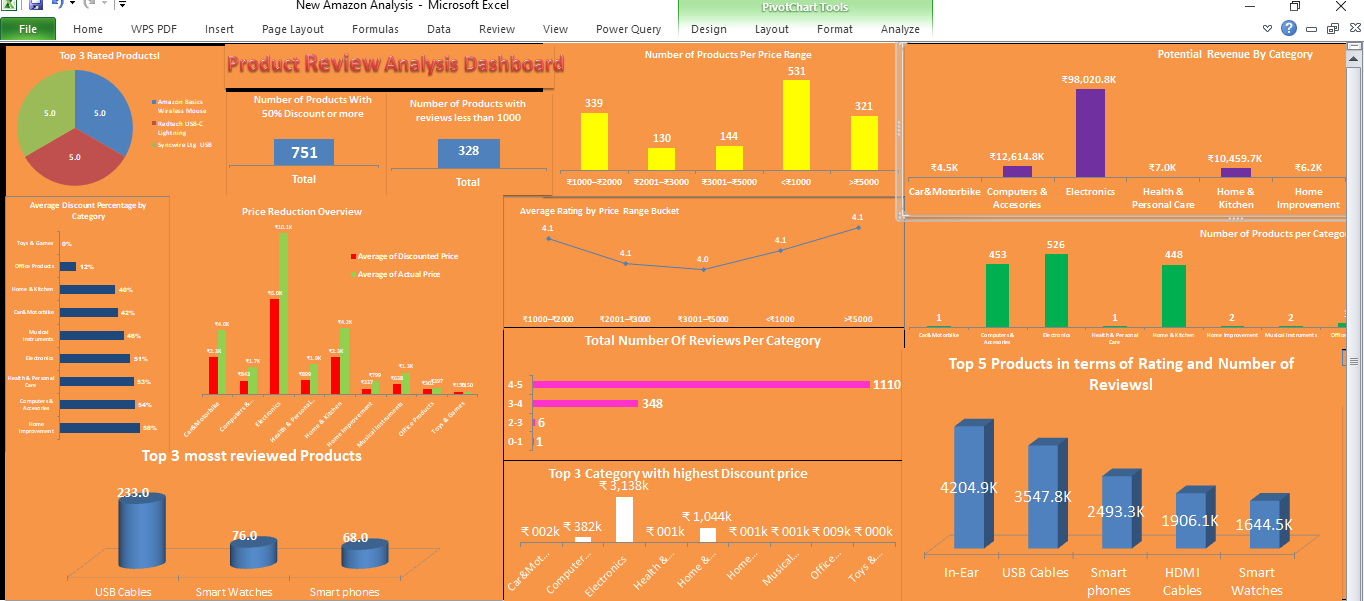 New Amazon Analysis - Microsoft Excel
PivotChart Tools
File Home WPS PDF Insert Page Layout Formulas Data Review View Power Query Design Layout Format Analyze
Top 3 Rated Products!
5.0
5.0
5.0
Amazon Basics
Wireless Mouse
Redtech USB-C
Lightning
Syncwire Ltg USB
Product Review Analysis Dashboard
Number of Products With
50% Discount or more
751
Total
Number of Products with
reviews less than 1000
328
Total
Number of Products Per Price Range
339
130
144
531
321
₹1000–₹2000 ₹2001–₹3000 ₹3001–₹5000 <₹1000 >₹5000
Potential Revenue By Category
₹4.5K
₹12,614.8K
₹98,020.8K
₹7.0K
₹10,459.7K
₹6.2K
Car&Motorbike Computers & Electronics Health & Home & Home
Accesories Personal Care Kitchen Improvement
Average Discount Percentage by
Category
Toys & Games 0%
Office Products 12%
Home & Kitchen 40%
Car&Motorbike 42%
Musical
Instruments 46%
Electronics 51%
Health & Personal
Care 53%
Computers &
Accesories 54%
Home
Improvement 58%
Price Reduction Overview
Average of Discounted Price
Average of Actual Price
₹2.3K ₹4.0K
₹843 ₹1.7K
₹6.0K ₹10.1K
₹899 ₹1.9K
₹2.3K ₹4.2K
₹337 ₹799
₹638 ₹1.3K
₹397
Car&Motorbike
Computers &...
Electronics
Health & Personal...
Home & Kitchen
Home Improvement
Musical Instruments
Office Products
Toys & Games
Average Rating by Price Range Bucket
4.1
4.1
4.0
4.1
4.1
₹1000–₹2000 ₹2001–₹3000 ₹3001–₹5000 <₹1000 >₹5000
Number of Products per Catego
1
453
526
1
448
2
2
Car&Motorbike Computers & Electronics Health & Personal Home & Kitchen Home Improvement Musical Instruments Office
Accesories Care
Total Number Of Reviews Per Category
4-5 1110
3-4 348
2-3 6
0-1 1
Top 5 Products in terms of Rating and Number of
Reviews!
4204.9K
3547.8K
2493.3K
1906.1K
1644.5K
In-Ear USB Cables Smart HDMI Smart
phones Cables Watches
Top 3 mosst reviewed Products
233.0
76.0
68.0
USB Cables Smart Watches Smart phones
Top 3 Category with highest Discount price
₹ 002k
₹ 382k
₹ 3,138k
₹ 001k
₹ 1,044k
₹ 001k
₹ 001k
₹ 009k
₹ 000k
Car&Mot...
Computer...
Electronics
Health &...
Home &...
Home...
Musical...
Office...
Toys &...